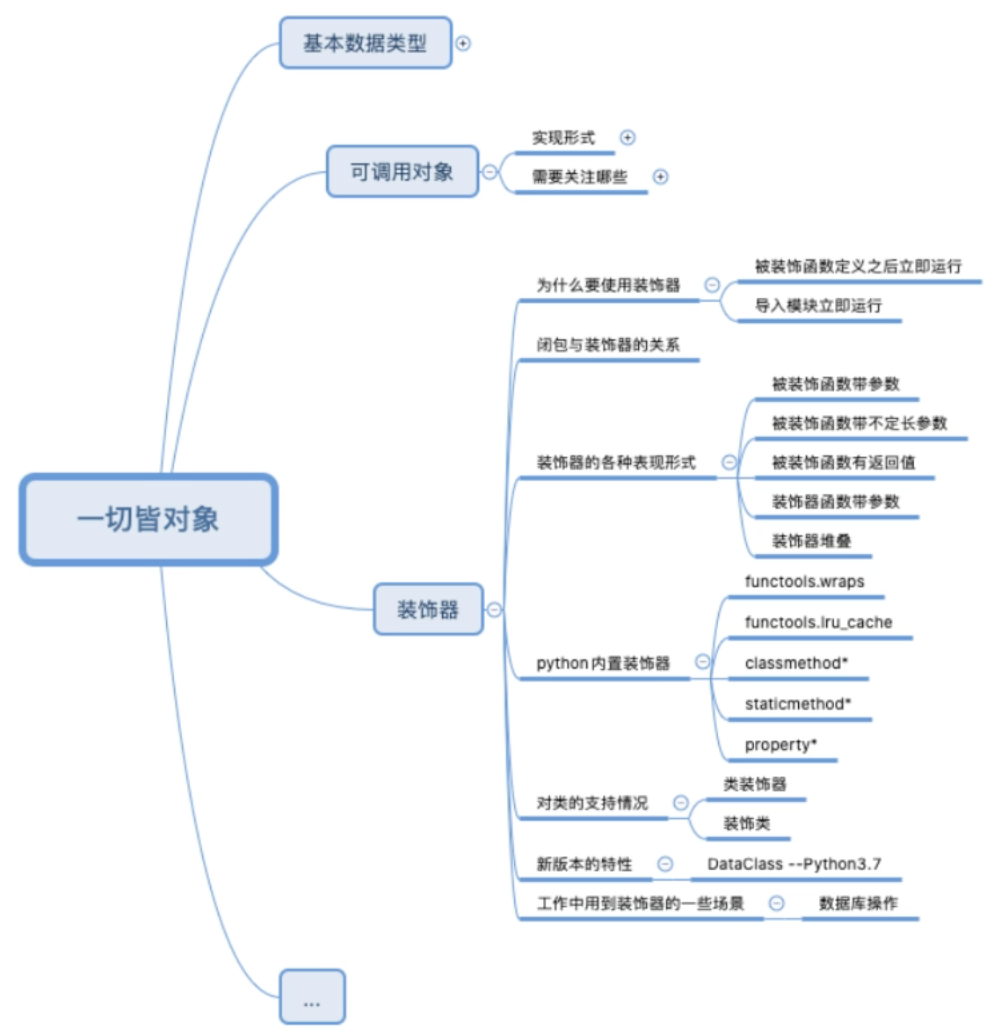 基本数据类型
可调用对象
实现形式
需要关注哪些
一切皆对象
装饰器
为什么要使用装饰器
被装饰函数定义之后立即运行
导入模块立即运行
闭包与装饰器的关系
装饰器的各种表现形式
被装饰函数带参数
被装饰函数带不定长参数
被装饰函数有返回值
装饰器函数带参数
装饰器堆叠
python内置装饰器
functools.wraps
functools.lru_cache
classmethod*
staticmethod*
property*
对类的支持情况
类装饰器
装饰类
新版本的特性
DataClass --Python3.7
工作中用到装饰器的一些场景
数据库操作
...